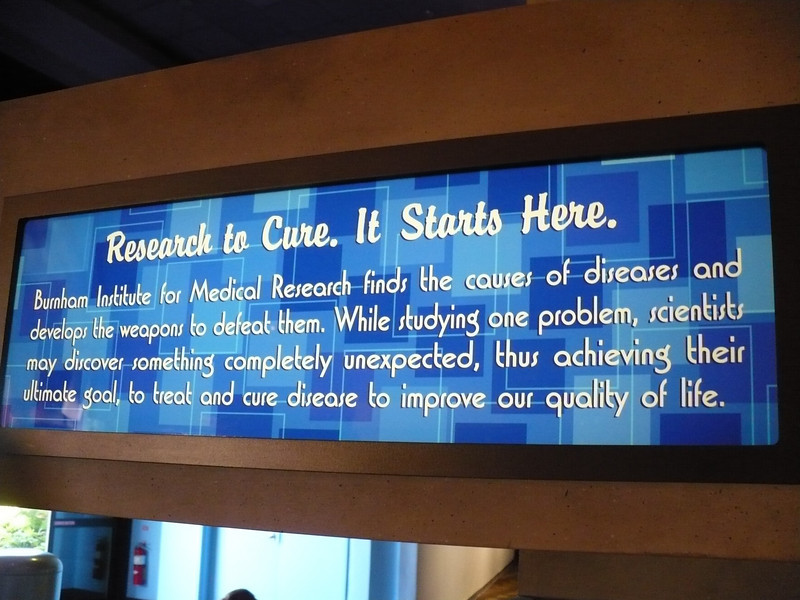 Research to Cure. It Starts Here.
Burnham Institute for Medical Research finds the causes of diseases and
develops the weapons to defeat them. While studying one problem, scientists
may discover something completely unexpected, thus achieving their
ultimate goal, to treat and cure disease to improve our quality of life.